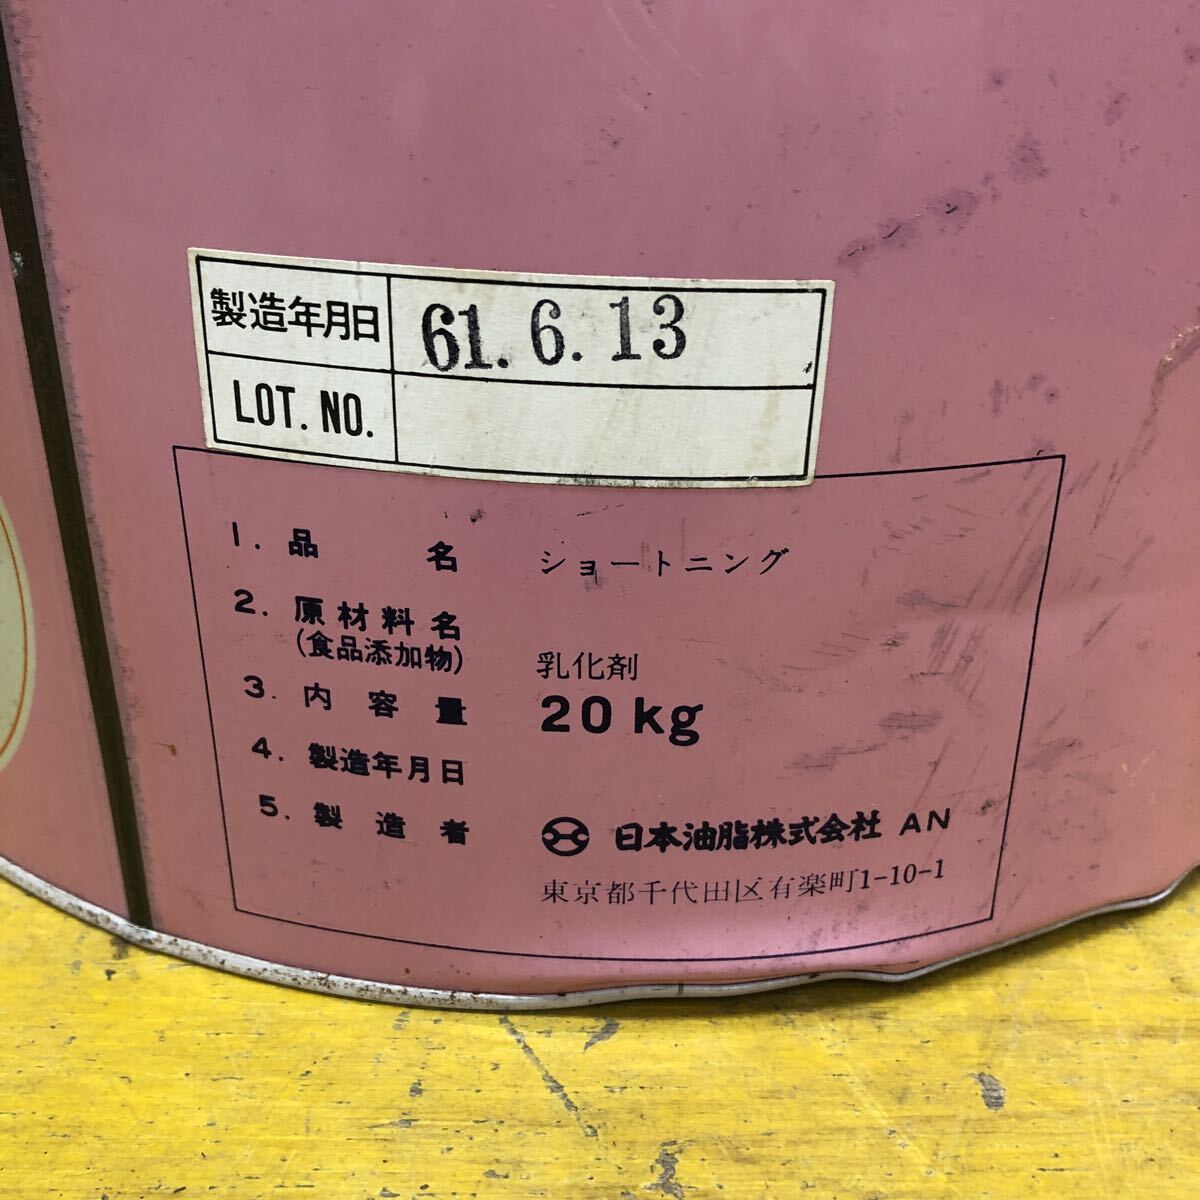 製造年月日 61. 6. 13
LOT. NO.
1. 品名 ショートニング
2. 原材料名
(食品添加物) 乳化剤
3. 内容量 20 kg
4. 製造年月日
5. 製造者 日本油脂株式会社 AN
東京都千代田区有楽町1-10-1